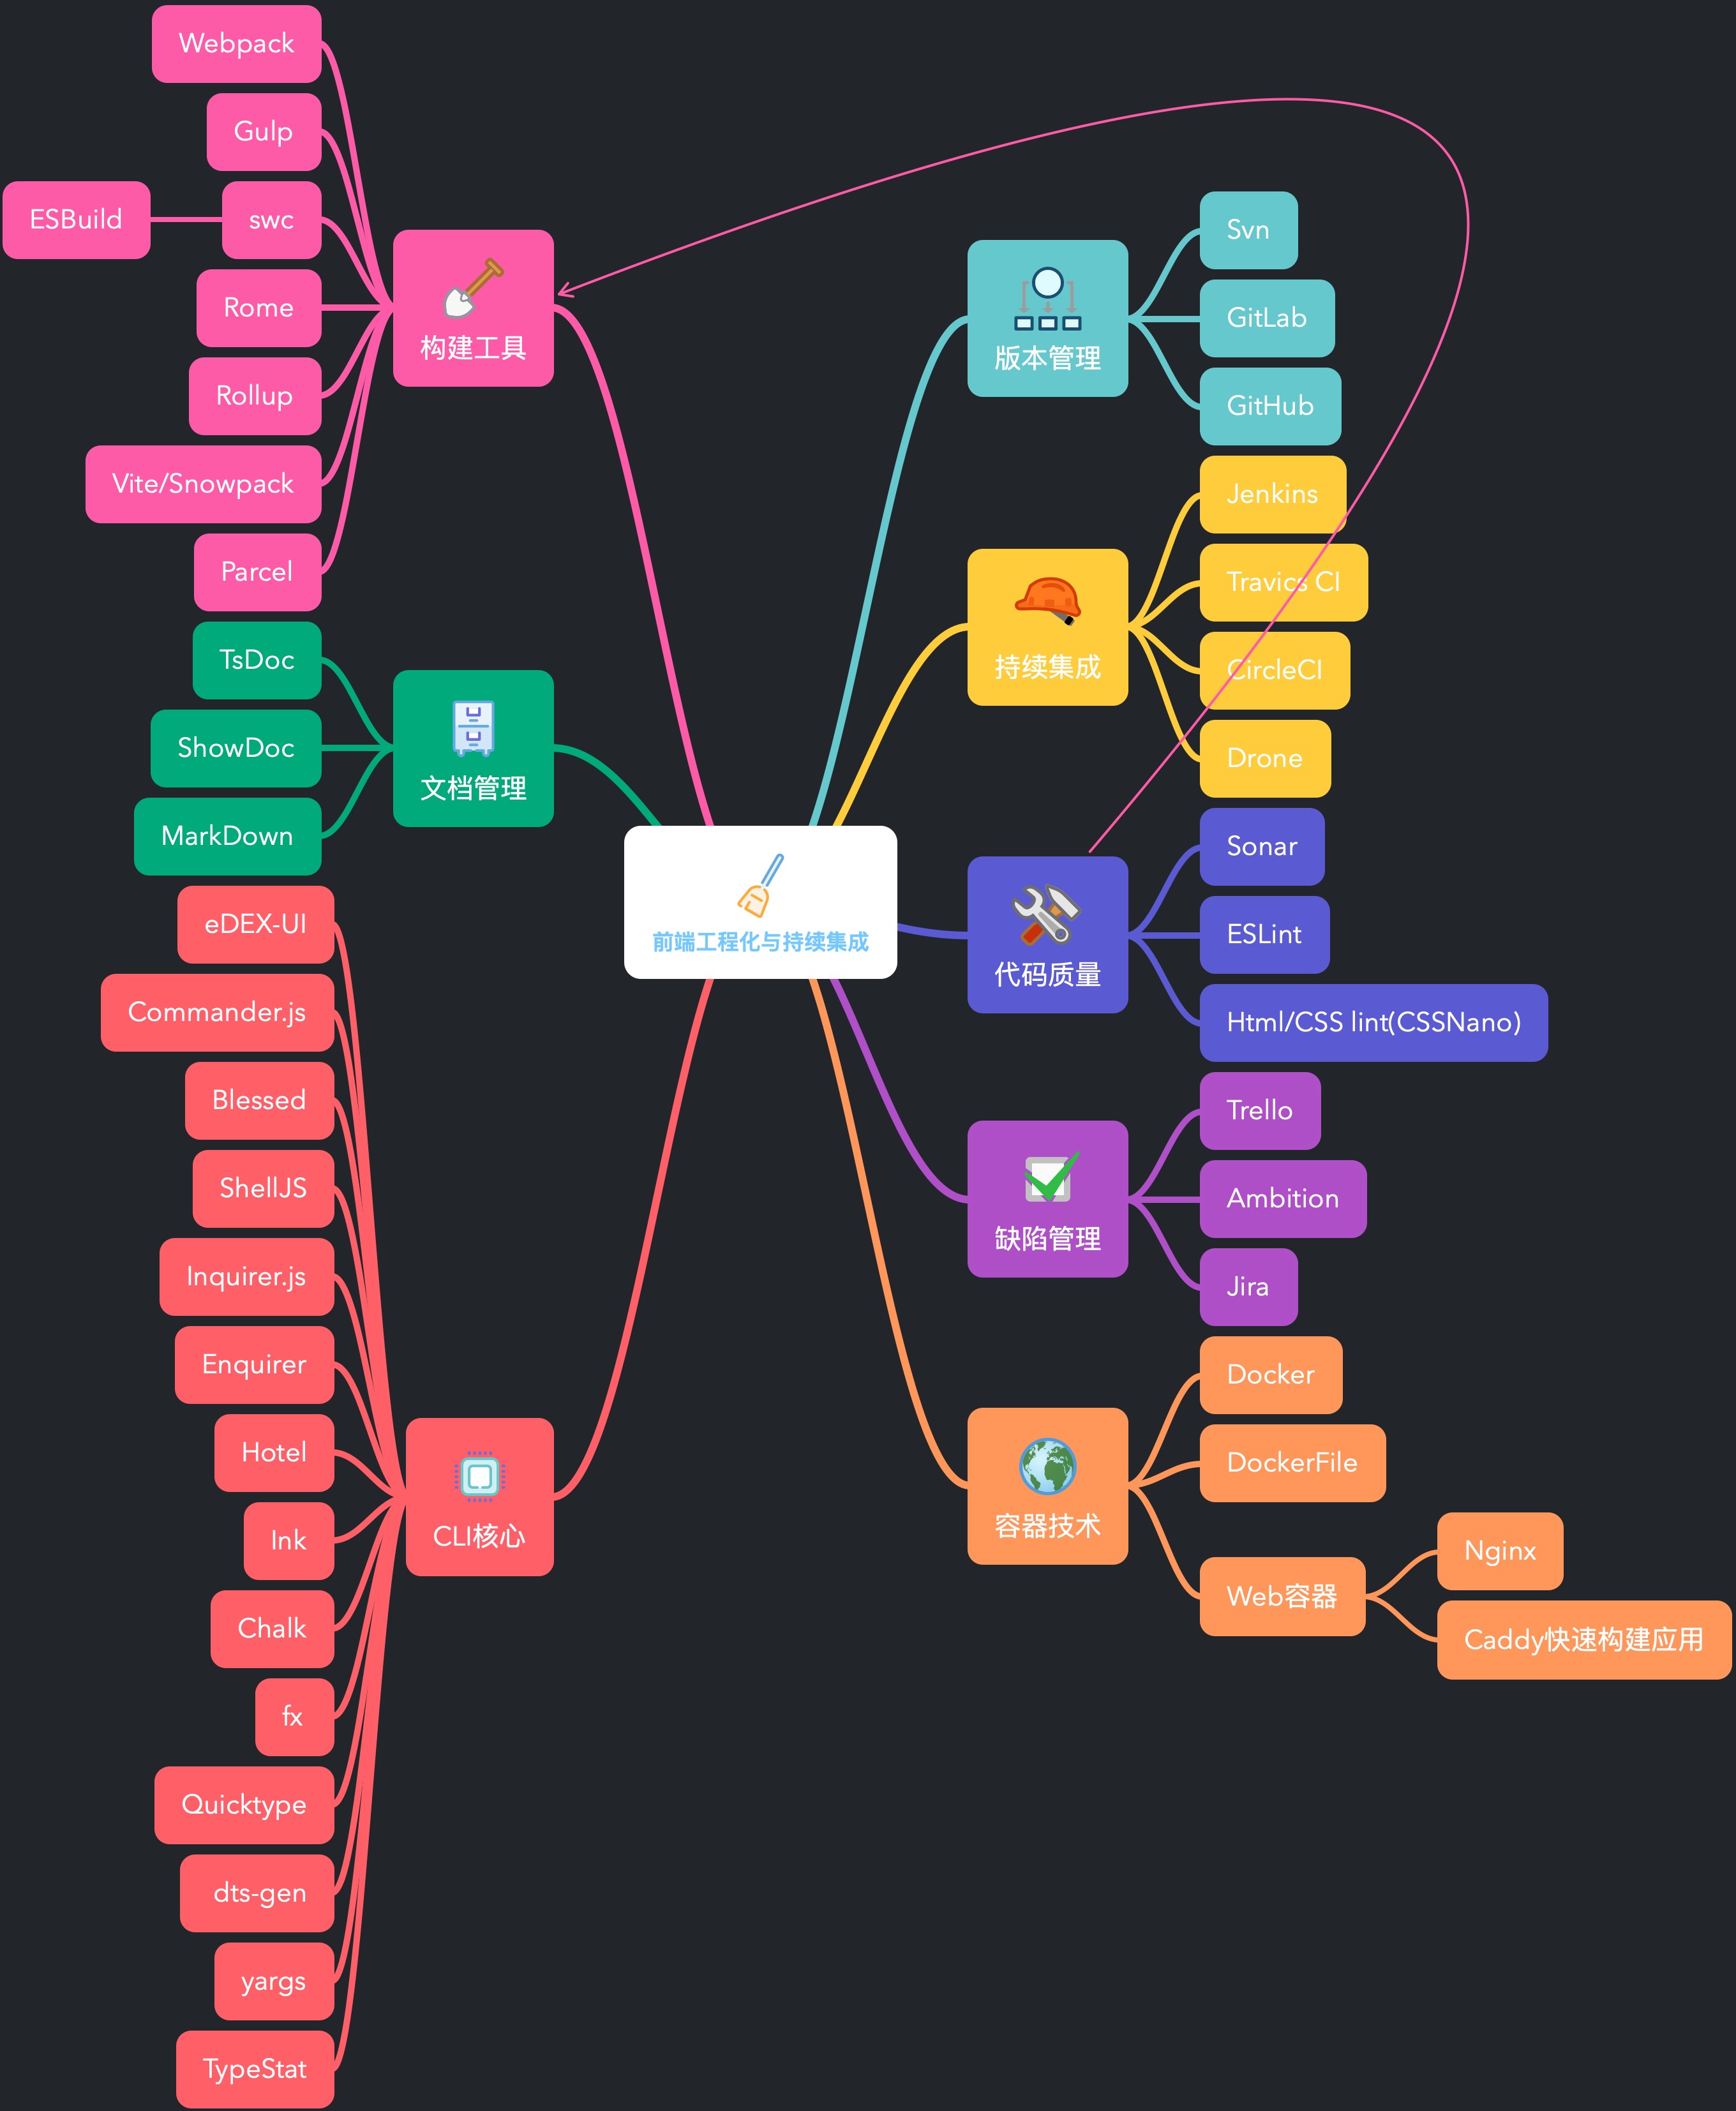 前端工程化与持续集成
构建工具
Webpack
Gulp
swc
ESBuild
Rome
Rollup
Vite/Snowpack
Parcel
文档管理
TsDoc
ShowDoc
MarkDown
CLI核心
eDEX-UI
Commander.js
Blessed
ShellJS
Inquirer.js
Enquirer
Hotel
Ink
Chalk
fx
Quicktype
dts-gen
yargs
TypeStat
版本管理
Svn
GitLab
GitHub
持续集成
Jenkins
Travics CI
CircleCI
Drone
代码质量
Sonar
ESLint
Html/CSS lint(CSSNano)
缺陷管理
Trello
Ambition
Jira
容器技术
Docker
DockerFile
Web容器
Nginx
Caddy快速构建应用